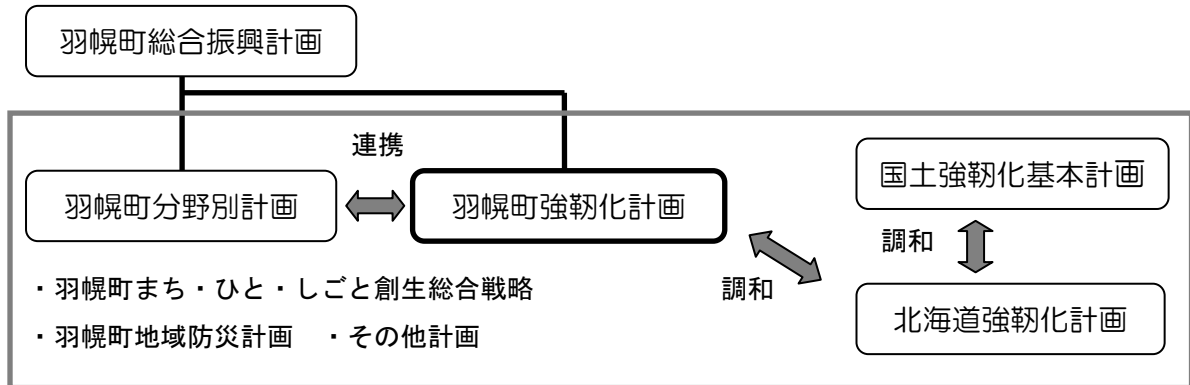 羽幌町総合振興計画
連携
国土強靭化基本計画
羽幌町分野別計画
羽幌町強靭化計画
調和
・羽幌町まち・ひと・しごと創生総合戦略
調和
・羽幌町地域防災計画　・その他計画
北海道強靭化計画